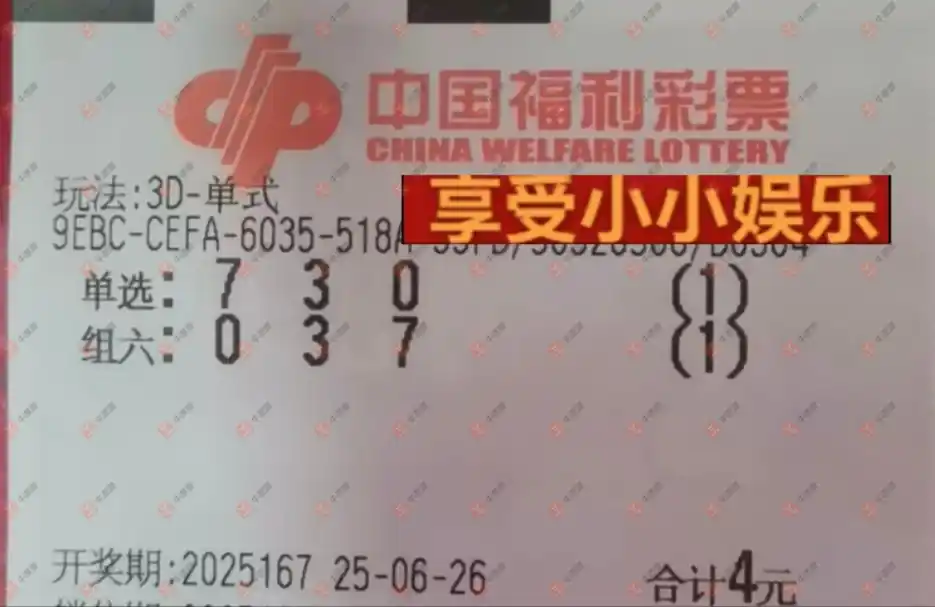 中国福利彩票
CHINA WELFARE LOTTERY
玩法:3D-单式
享受小小娱乐
9EBC-CEFA-6035-518A
单选: 7 3 0 (1)
组六: 0 3 7 (1)
开奖期:2025167 25-06-26 合计4元